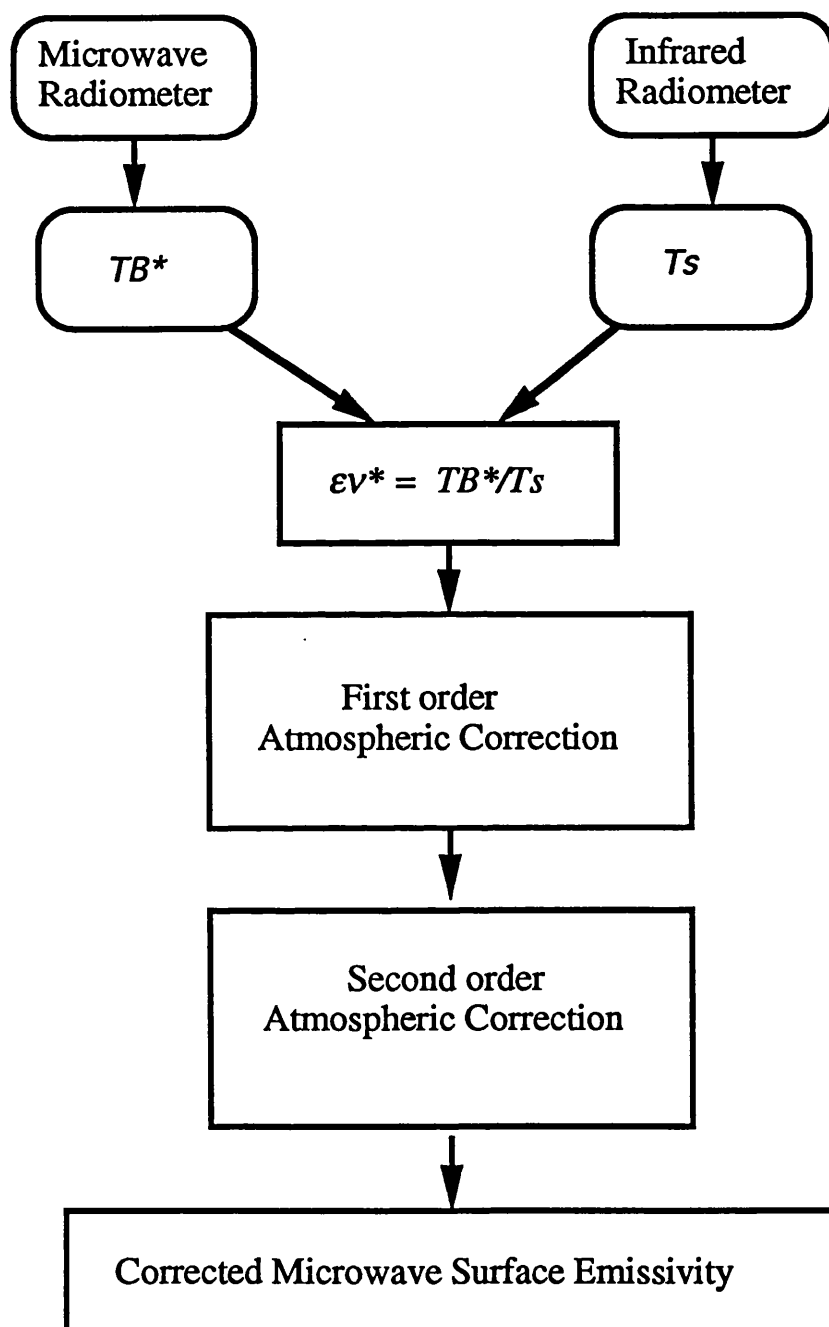 Microwave
Radiometer
Infrared
Radiometer
TB*
Ts
εν* = TB*/Ts
First order
Atmospheric Correction
Second order
Atmospheric Correction
Corrected Microwave Surface Emissivity